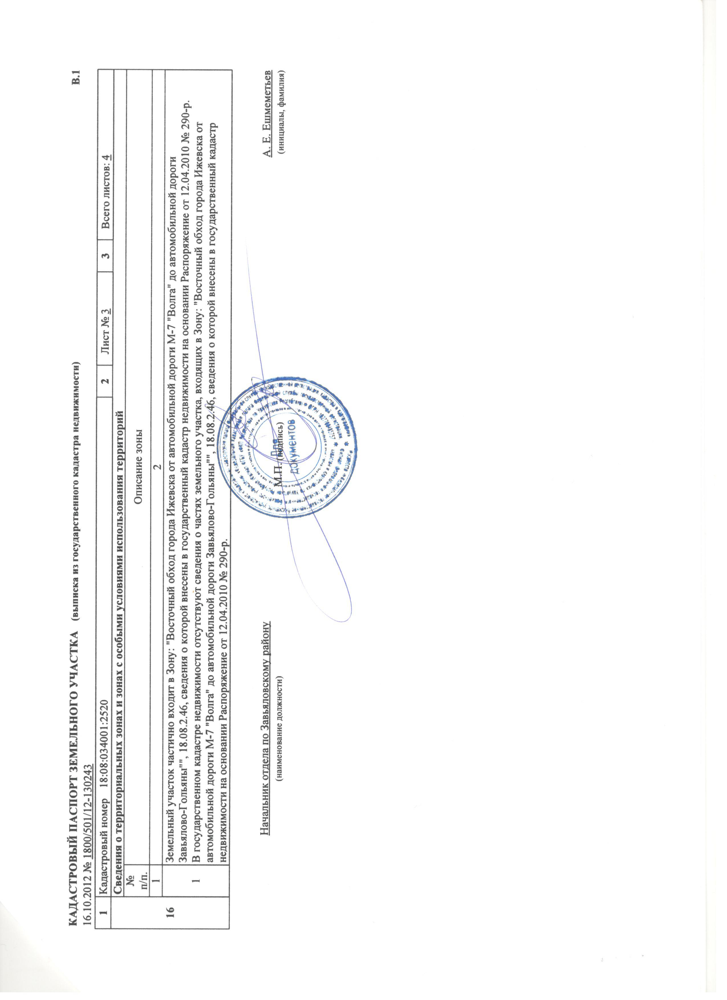 КАДАСТРОВЫЙ ПАСПОРТ ЗЕМЕЛЬНОГО УЧАСТКА (выписка из государственного кадастра недвижимости) В.1
16.10.2012 № 1800/501/12-130243
1 Кадастровый номер 18:08:034001:2520 2 Лист № 3 3 Всего листов: 4
Сведения о территориальных зонах и зонах с особыми условиями использования территорий
№ Описание зоны
п/п.
1 2
16
1
Земельный участок частично входит в Зону: "Восточный обход города Ижевска от автомобильной дороги М-7 "Волга" до автомобильной дороги
Завьялово-Гольяны"", 18.08.2.46, сведения о которой внесены в государственный кадастр недвижимости на основании Распоряжение от 12.04.2010 № 290-р.
В государственном кадастре недвижимости отсутствуют сведения о частях земельного участка, входящих в Зону: "Восточный обход города Ижевска от
автомобильной дороги М-7 "Волга" до автомобильной дороги Завьялово-Гольяны"", 18.08.2.46, сведения о которой внесены в государственный кадастр
недвижимости на основании Распоряжение от 12.04.2010 № 290-р.
Начальник отдела по Завьяловскому району А. Е. Ешмеметьев
(наименование должности) М.П. (подпись) (инициалы, фамилия)
Для
документов